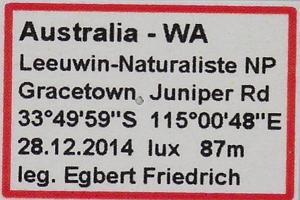 Australia - WA
Leeuwin-Naturaliste NP
Gracetown, Juniper Rd
33°49'59"S 115°00'48"E
28.12.2014 lux 87m
leg. Egbert Friedrich